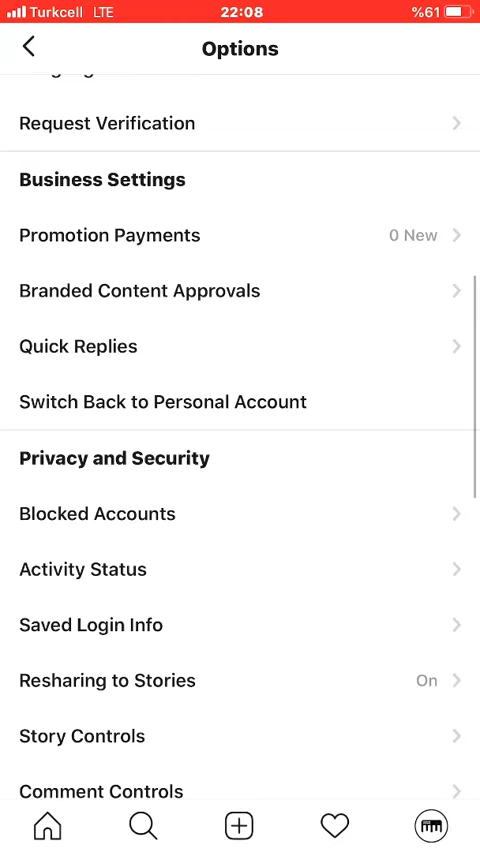 Turkcell LTE 22:08 %61
Options
Request Verification
Business Settings
Promotion Payments 0 New
Branded Content Approvals
Quick Replies
Switch Back to Personal Account
Privacy and Security
Blocked Accounts
Activity Status
Saved Login Info
Resharing to Stories On
Story Controls
Comment Controls